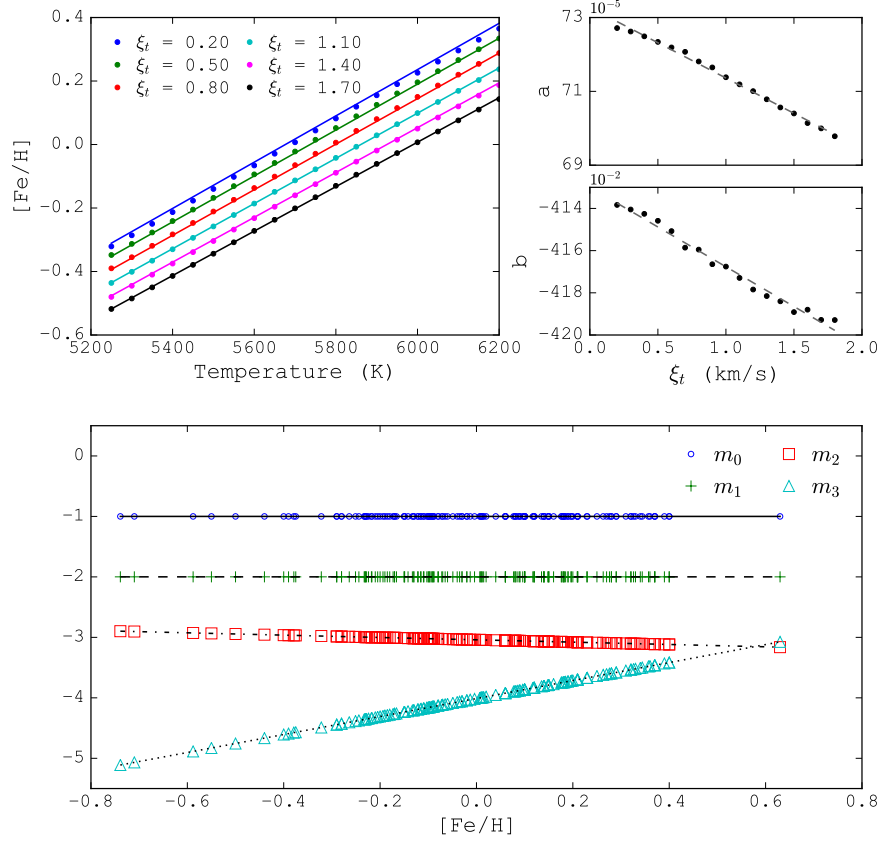 0.4
0.2
0.0
−0.2
−0.4
−0.6
[Fe/H]
ξt = 0.20
ξt = 0.50
ξt = 0.80
ξt = 1.10
ξt = 1.40
ξt = 1.70
5200 5400 5600 5800 6000 6200
Temperature (K)
73 10⁻⁵
71
69
a
10⁻²
−414
−416
−418
−420
b
0.0 0.5 1.0 1.5 2.0
ξt (km/s)
0
−1
−2
−3
−4
−5
m0
m1
m2
m3
−0.8 −0.6 −0.4 −0.2 0.0 0.2 0.4 0.6 0.8
[Fe/H]